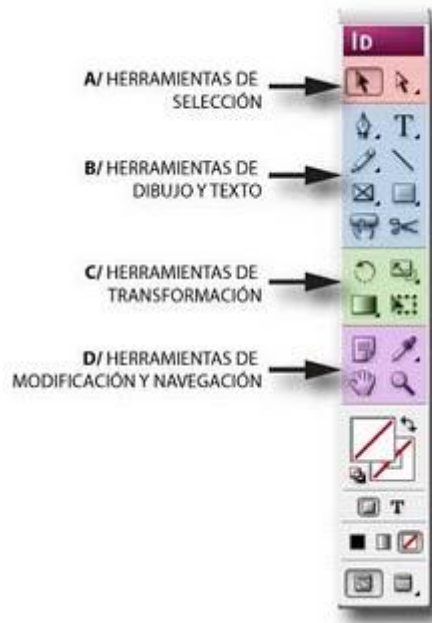 ID
A/ HERRAMIENTAS DE
SELECCIÓN
T
B/ HERRAMIENTAS DE
DIBUJO Y TEXTO
C/ HERRAMIENTAS DE
TRANSFORMACIÓN
D/ HERRAMIENTAS DE
MODIFICACIÓN Y NAVEGACIÓN
T